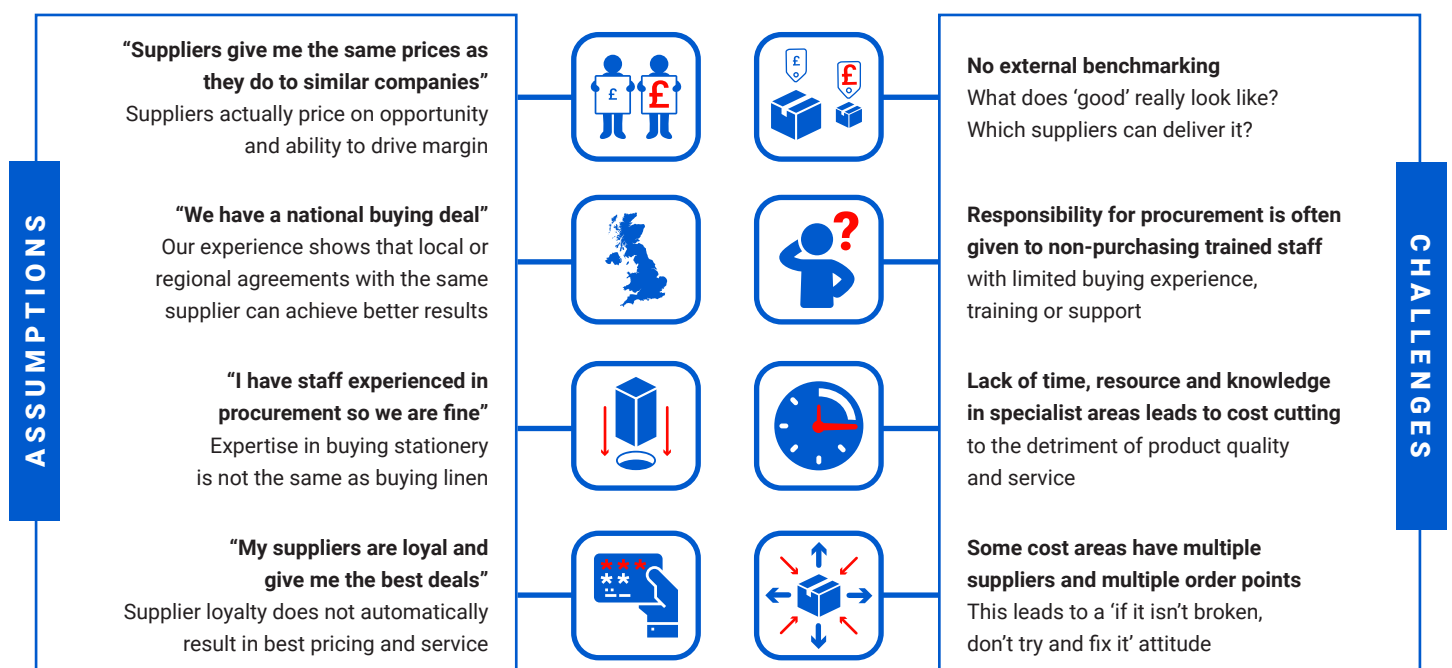 ASSUMPTIONS
“Suppliers give me the same prices as
they do to similar companies”
Suppliers actually price on opportunity
and ability to drive margin
“We have a national buying deal”
Our experience shows that local or
regional agreements with the same
supplier can achieve better results
“I have staff experienced in
procurement so we are fine”
Expertise in buying stationery
is not the same as buying linen
“My suppliers are loyal and
give me the best deals”
Supplier loyalty does not automatically
result in best pricing and service
£
£
£
£
?
***
**
CHALLENGES
No external benchmarking
What does ‘good’ really look like?
Which suppliers can deliver it?
Responsibility for procurement is often
given to non-purchasing trained staff
with limited buying experience,
training or support
Lack of time, resource and knowledge
in specialist areas leads to cost cutting
to the detriment of product quality
and service
Some cost areas have multiple
suppliers and multiple order points
This leads to a ‘if it isn’t broken,
don’t try and fix it’ attitude